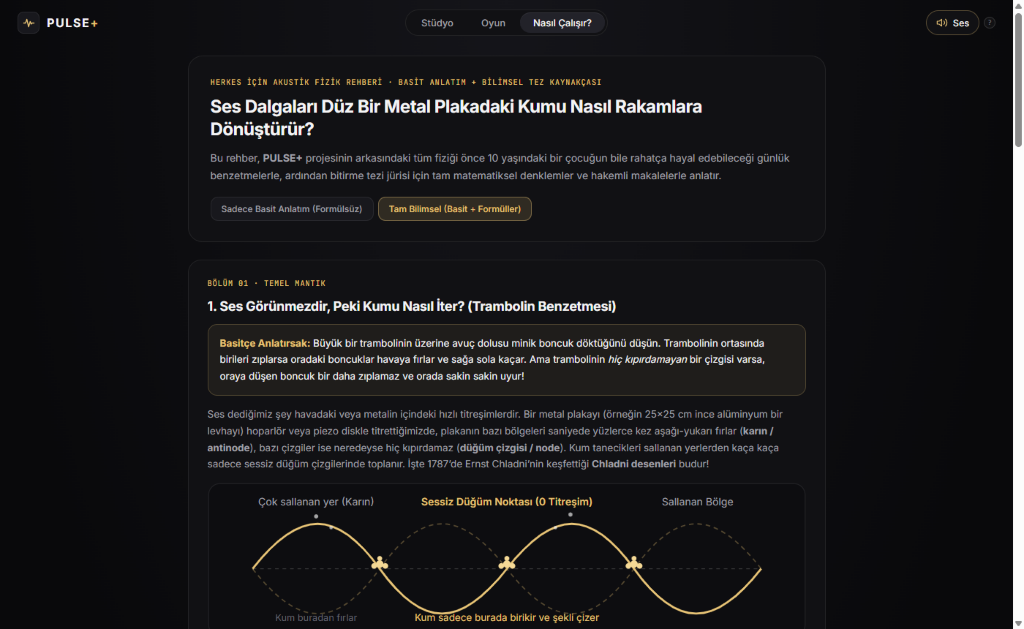 PULSE+
Stüdyo
Oyun
Nasıl Çalışır?
Ses
?
HERKES İÇİN AKUSTİK FİZİK REHBERİ · BASİT ANLATIM + BİLİMSEL TEZ KAYNAKÇASI
Ses Dalgaları Düz Bir Metal Plakadaki Kumu Nasıl Rakamlara
Dönüştürür?
Bu rehber, PULSE+ projesinin arkasındaki tüm fiziği önce 10 yaşındaki bir çocuğun bile rahatça hayal edebileceği günlük
benzetmelerle, ardından bitirme tezi jürisi için tam matematiksel denklemler ve hakemli makalelerle anlatır.
Sadece Basit Anlatım (Formülsüz)
Tam Bilimsel (Basit + Formüller)
BÖLÜM 01 · TEMEL MANTIK
1. Ses Görünmezdir, Peki Kumu Nasıl İter? (Trambolin Benzetmesi)
Basitçe Anlatırsak: Büyük bir trambolinin üzerine avuç dolusu minik boncuk döktüğünü düşün. Trambolinin ortasında
birileri zıplarsa oradaki boncuklar havaya fırlar ve sağa sola kaçar. Ama trambolinin hiç kıpırdamayan bir çizgisi varsa,
oraya düşen boncuk bir daha zıplamaz ve orada sakin sakin uyur!
Ses dediğimiz şey havadaki veya metalin içindeki hızlı titreşimlerdir. Bir metal plakayı (örneğin 25×25 cm ince alüminyum bir
levhayı) hoparlör veya piezo diskle titrettiğimizde, plakanın bazı bölgeleri saniyede yüzlerce kez aşağı-yukarı fırlar (karın /
antinode), bazı çizgiler ise neredeyse hiç kıpırdamaz (düğüm çizgisi / node). Kum tanecikleri sallanan yerlerden kaça kaça
sadece sessiz düğüm çizgilerinde toplanır. İşte 1787'de Ernst Chladni'nin keşfettiği Chladni desenleri budur!
Çok sallanan yer (Karın)
Sessiz Düğüm Noktası (0 Titreşim)
Sallanan Bölge
Kum buradan fırlar
Kum sadece burada birikir ve şekli çizer